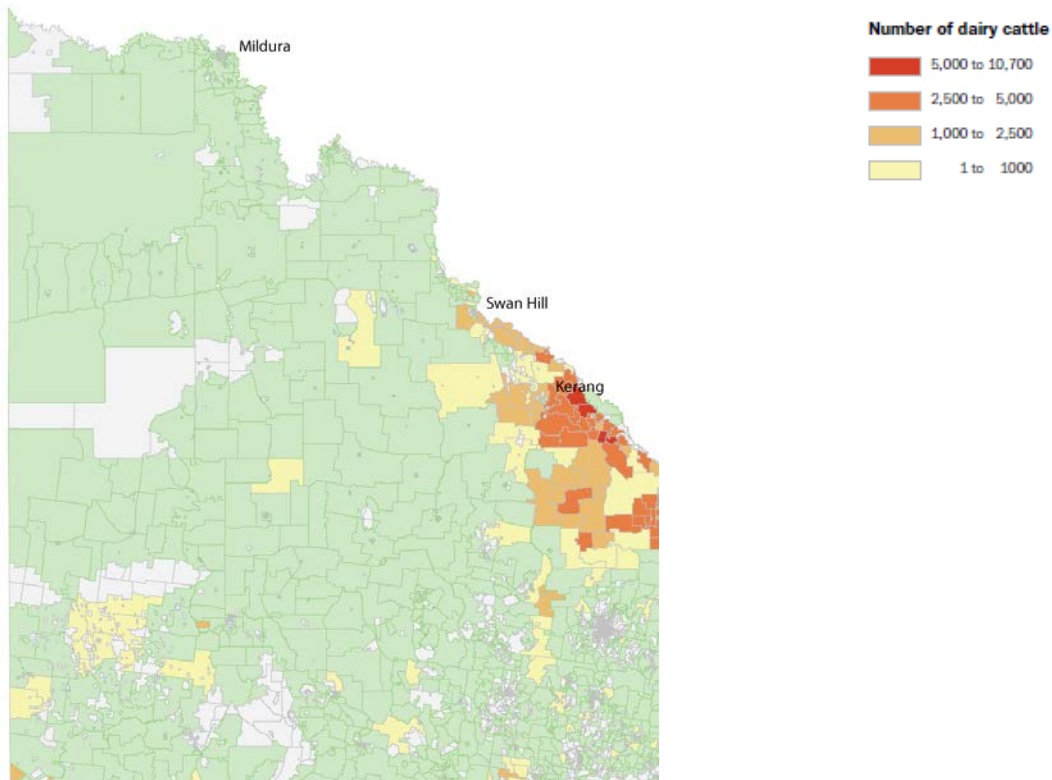 Mildura
Swan Hill
Kerang
Number of dairy cattle
5,000 to 10,700
2,500 to 5,000
1,000 to 2,500
1 to 1000